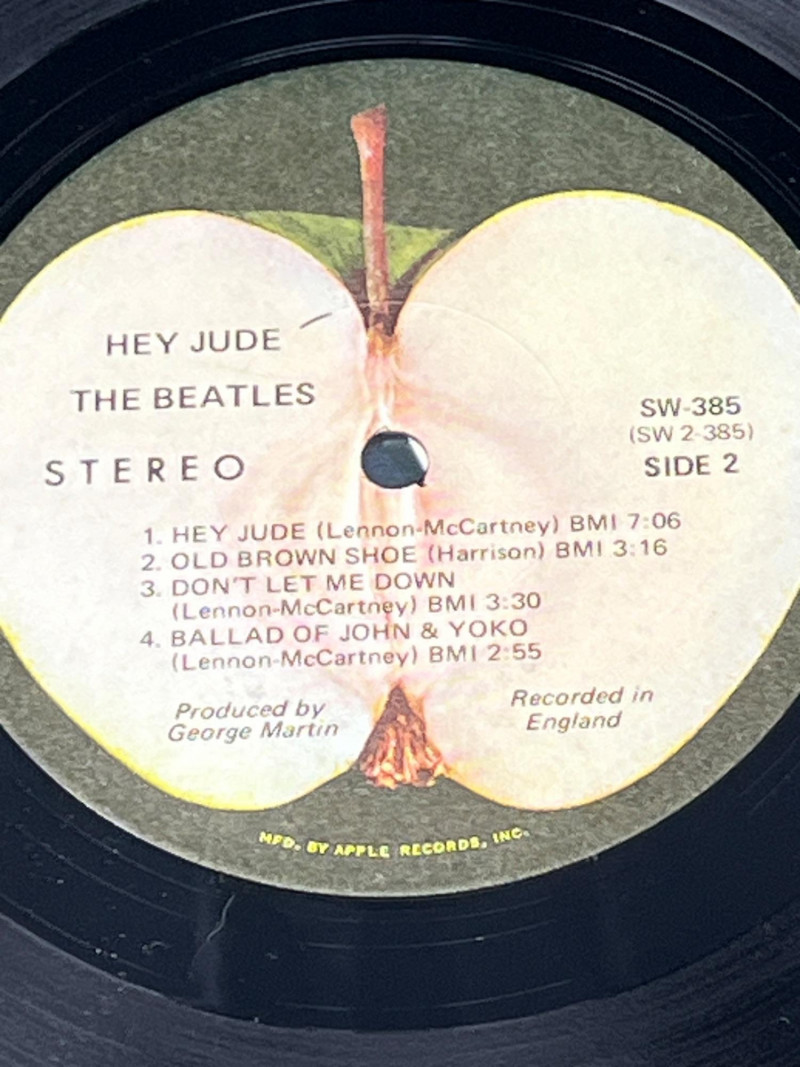 HEY JUDE
THE BEATLES
STEREO
SW-385
(SW 2-385)
SIDE 2
1. HEY JUDE (Lennon-McCartney) BMI 7:06
2. OLD BROWN SHOE (Harrison) BMI 3:16
3. DON'T LET ME DOWN
(Lennon-McCartney) BMI 3:30
4. BALLAD OF JOHN & YOKO
(Lennon-McCartney) BMI 2:55
Produced by
George Martin
Recorded in
England
MFD. BY APPLE RECORDS, INC.